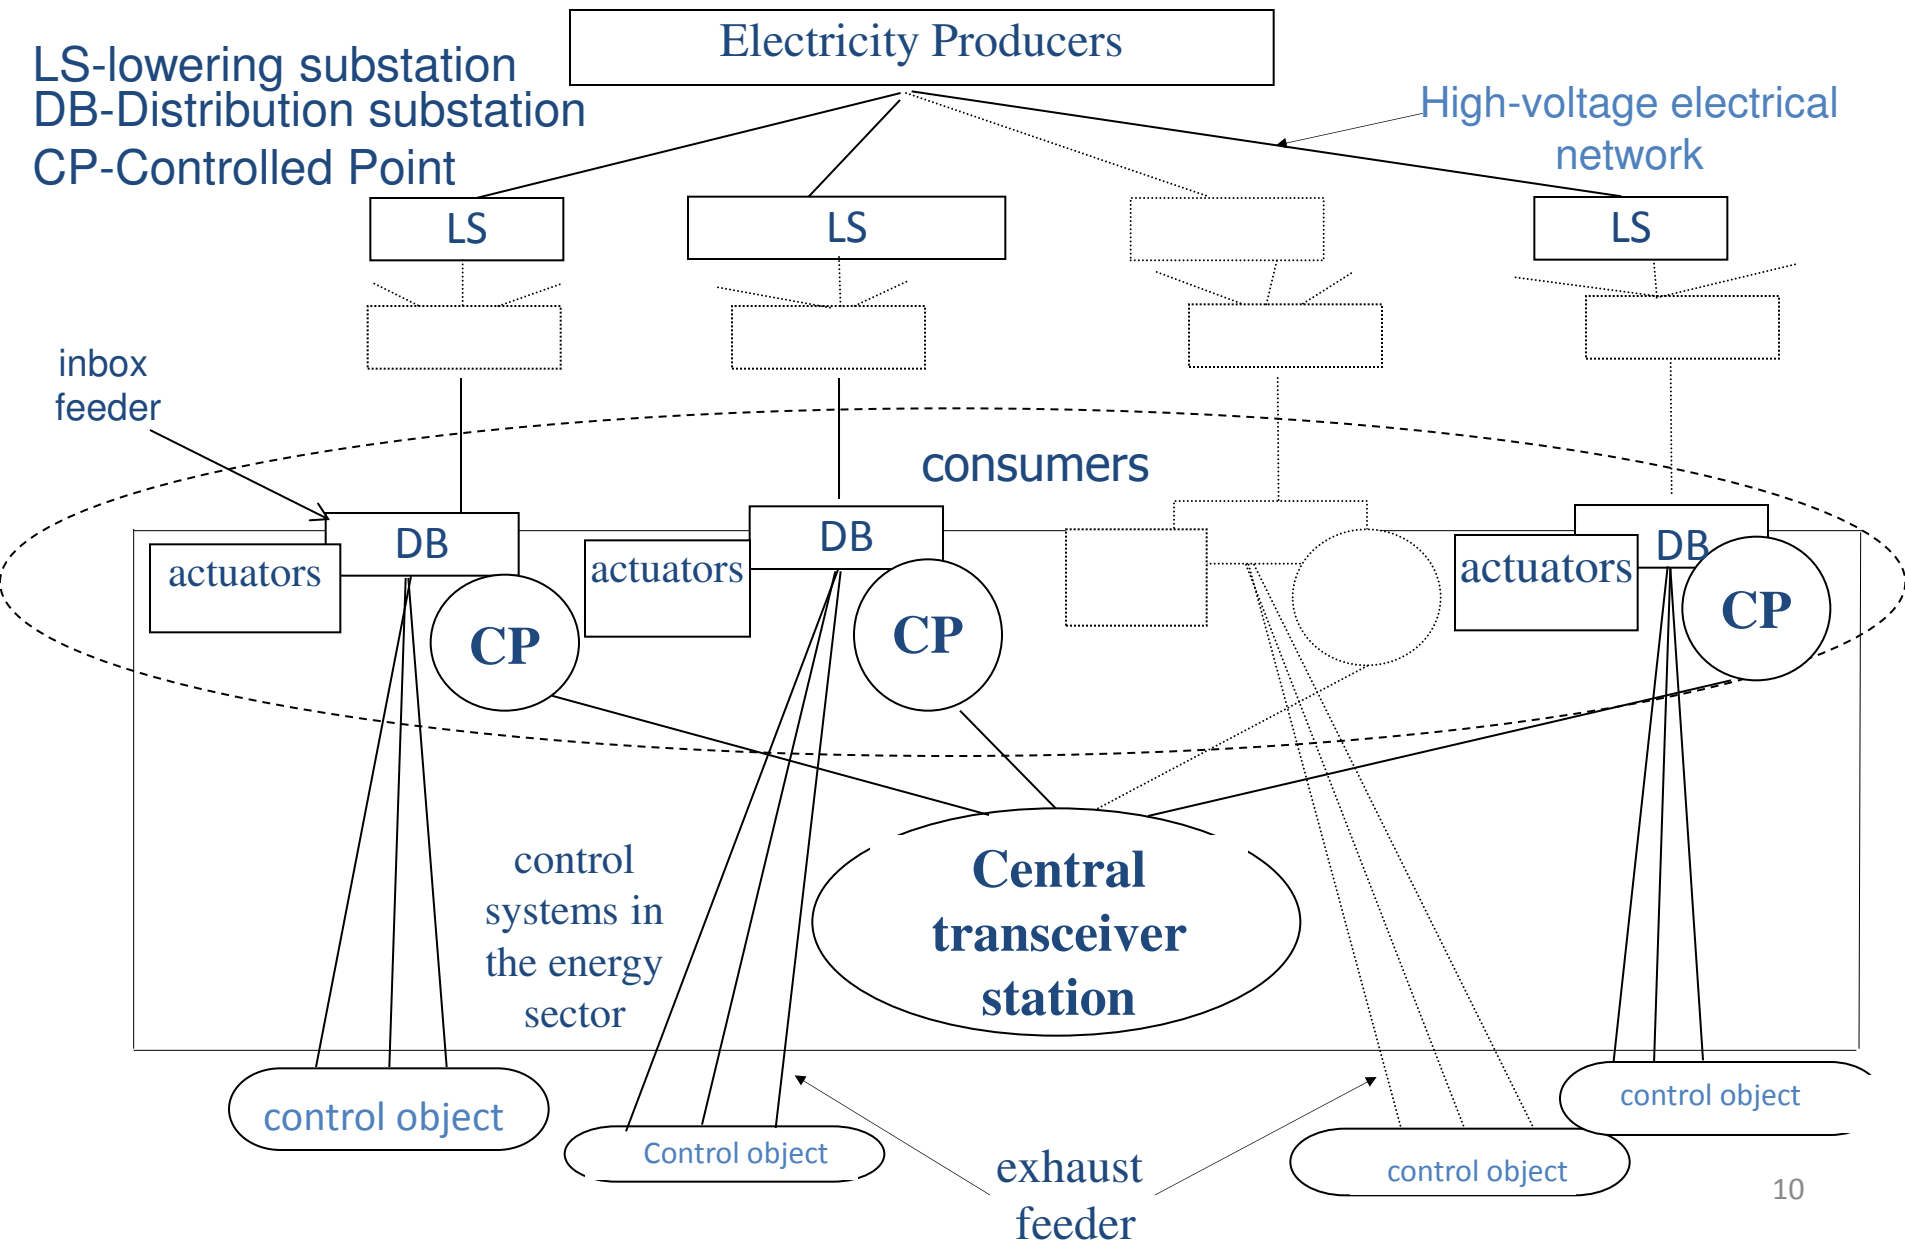 Electricity Producers
LS-lowering substation
DB-Distribution substation
CP-Controlled Point
High-voltage electrical
network
LS
LS
LS
inbox
feeder
consumers
DB
actuators
CP
DB
actuators
CP
DB
actuators
CP
control
systems in
the energy
sector
Central
transceiver
station
control object
Control object
control object
control object
exhaust
feeder
10